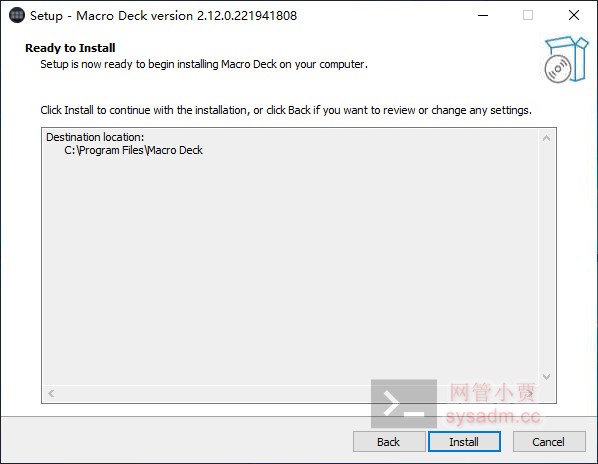 Setup - Macro Deck version 2.12.0.221941808
Ready to Install
Setup is now ready to begin installing Macro Deck on your computer.
Click Install to continue with the installation, or click Back if you want to review or change any settings.
Destination location:
C:\Program Files\Macro Deck
网管小贾
sysadm.cc
Back
Install
Cancel